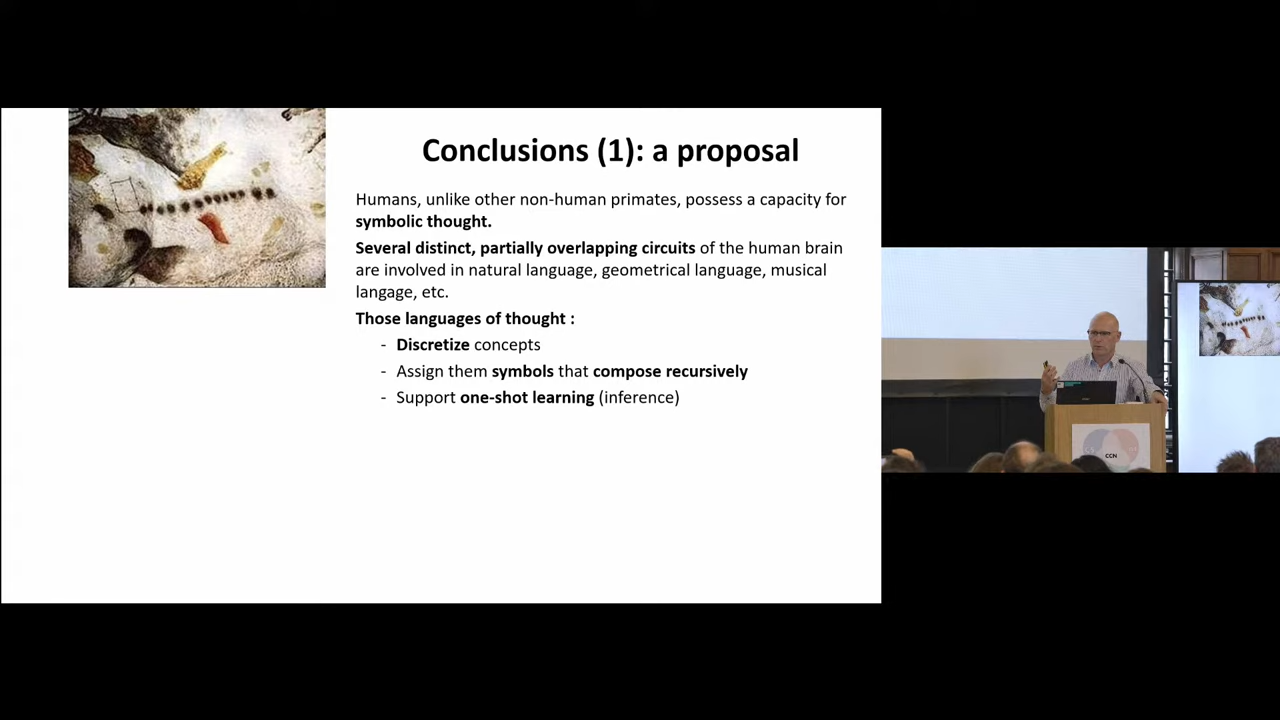 Conclusions (1): a proposal
Humans, unlike other non-human primates, possess a capacity for
symbolic thought.
Several distinct, partially overlapping circuits of the human brain
are involved in natural language, geometrical language, musical
langage, etc.
Those languages of thought :
- Discretize concepts
- Assign them symbols that compose recursively
- Support one-shot learning (inference)
CCN